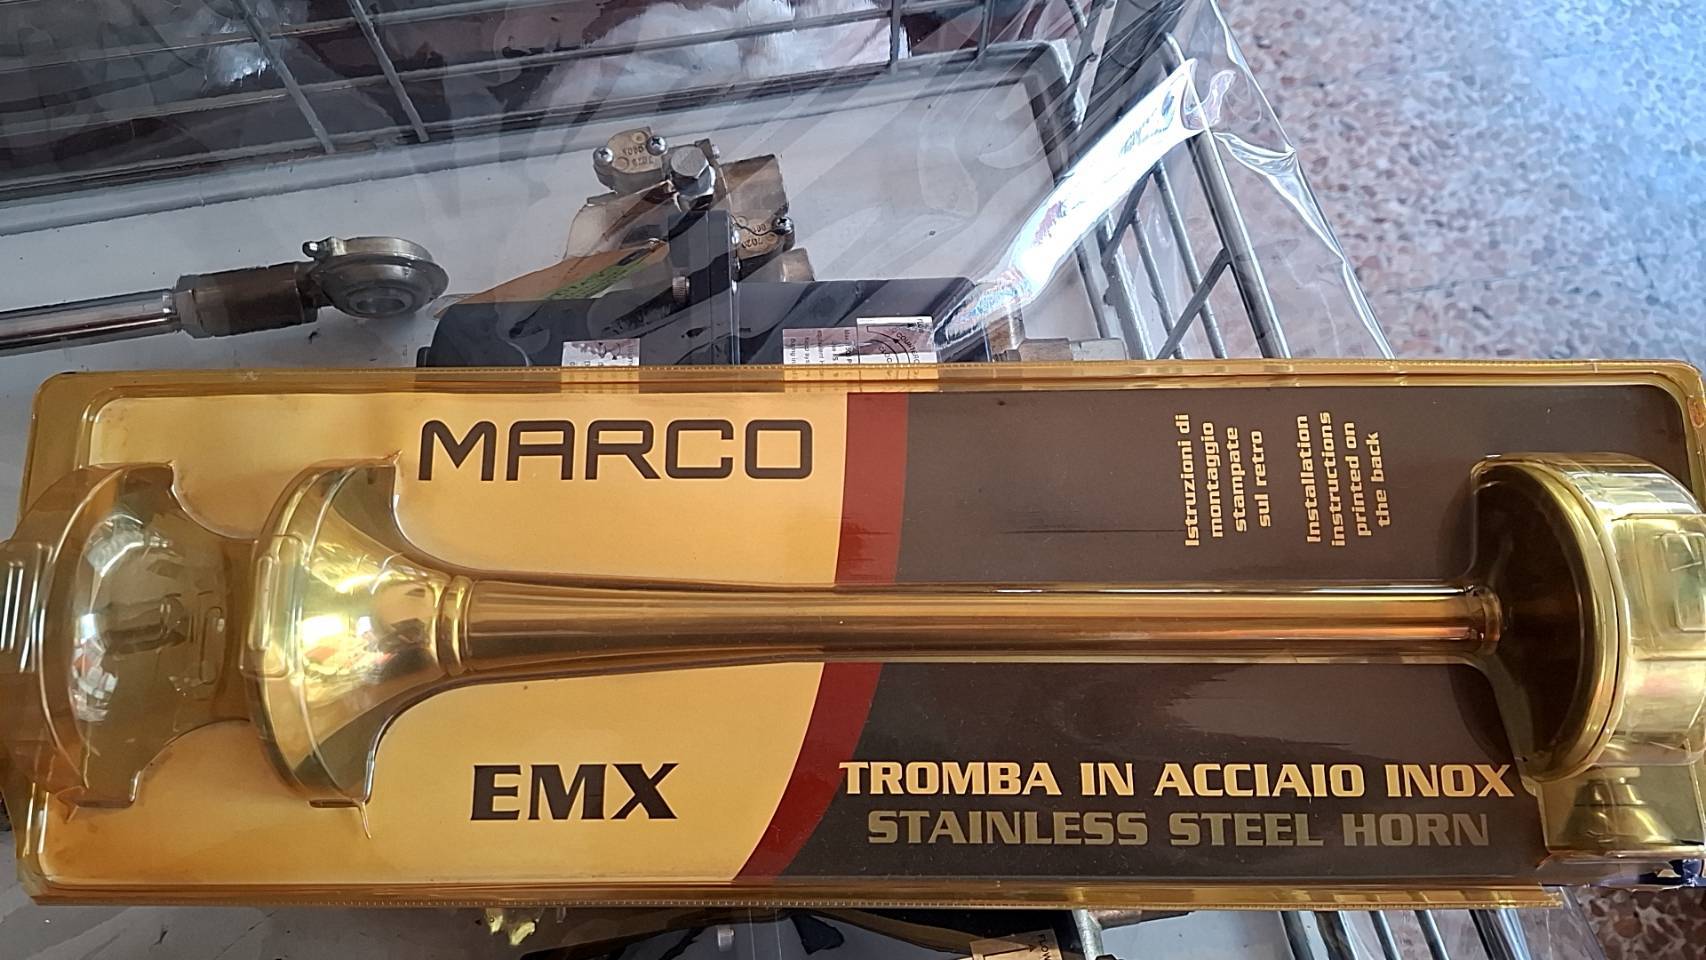 MARCO
Istruzioni di
montaggio
stampate
sul retro
Installation
instructions
printed on
the back
EMX
TROMBA IN ACCIAIO INOX
STAINLESS STEEL HORN